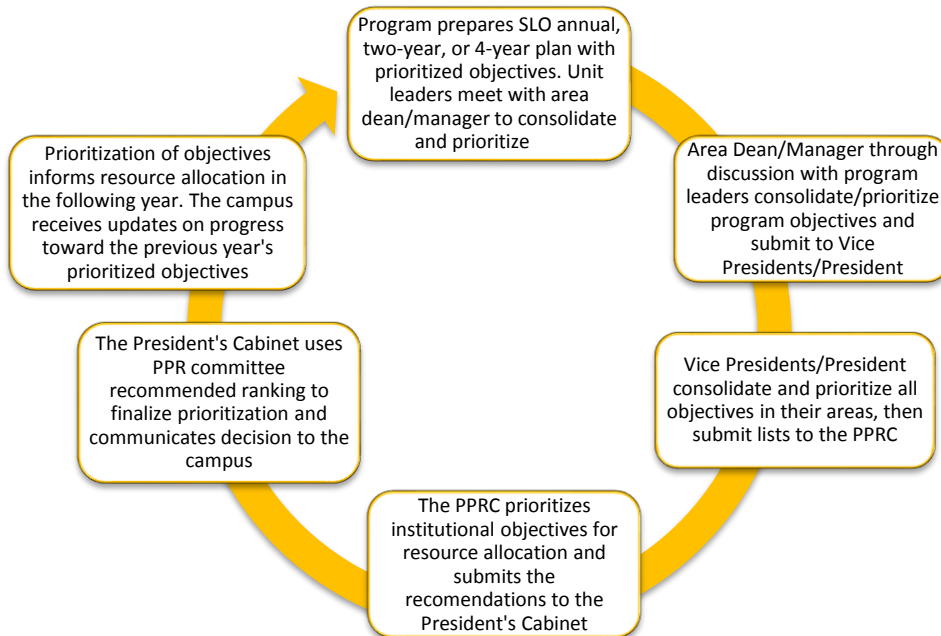 Program prepares SLO annual,
two-year, or 4-year plan with
prioritized objectives. Unit
leaders meet with area
dean/manager to consolidate
and prioritize
Area Dean/Manager through
discussion with program
leaders consolidate/prioritize
program objectives and
submit to Vice
Presidents/President
Vice Presidents/President
consolidate and prioritize all
objectives in their areas, then
submit lists to the PPRC
The PPRC prioritizes
institutional objectives for
resource allocation and
submits the
recomendations to the
President's Cabinet
The President's Cabinet uses
PPR committee
recommended ranking to
finalize prioritization and
communicates decision to the
campus
Prioritization of objectives
informs resource allocation in
the following year. The campus
receives updates on progress
toward the previous year's
prioritized objectives